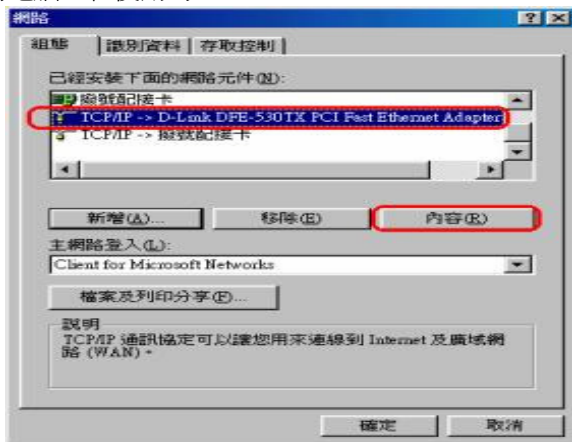 網路
組態 識別資料 存取控制
已經安裝下面的網路元件(N):
撥號配接卡
TCP/IP -> D-Link DFE-530TX PCI Fast Ethernet Adapter
TCP/IP -> 撥號配接卡
新增(A)... 移除(E) 內容(R)
主網路登入(L):
Client for Microsoft Networks
檔案及列印分享(F)...
說明
TCP/IP 通訊協定可以讓您用來連線到 Internet 及廣域網
路 (WAN)。
確定 取消